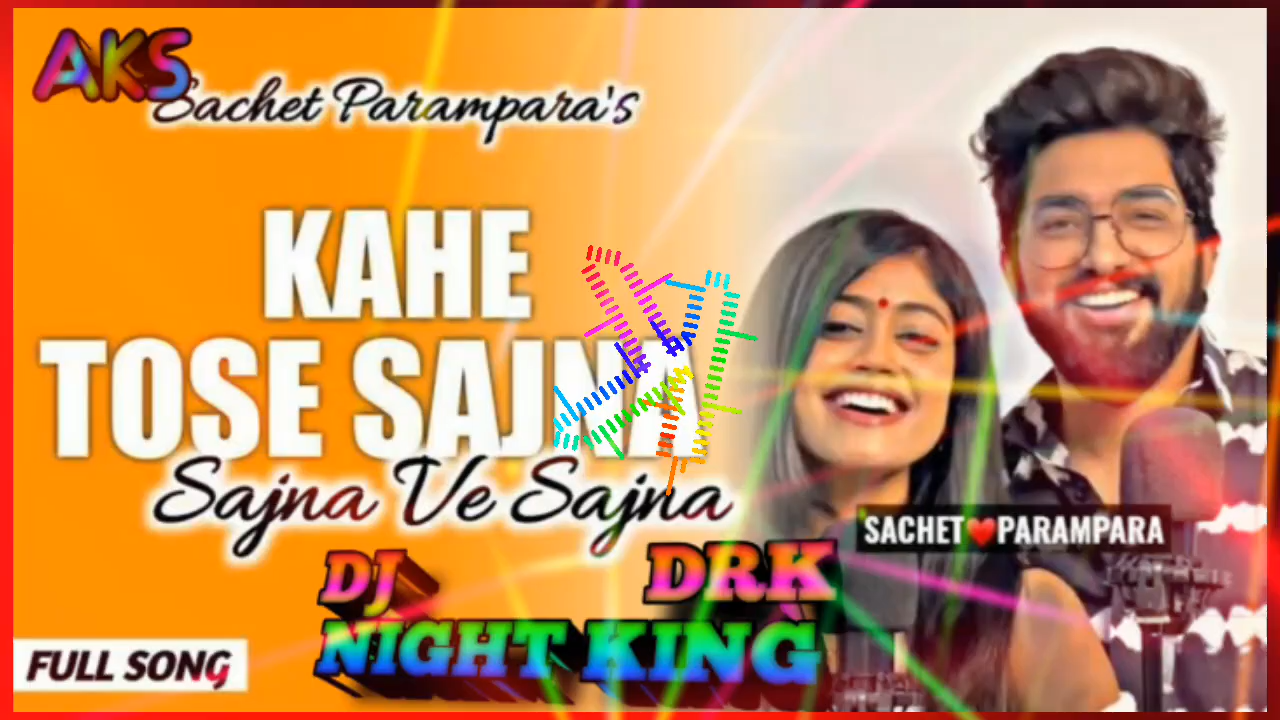 AKS
Sachet Parampara's
KAHE
TOSE SAJNA
Sajna Ve Sajna
SACHET❤️PARAMPARA
DJ DRK
NIGHT KING
FULL SONG